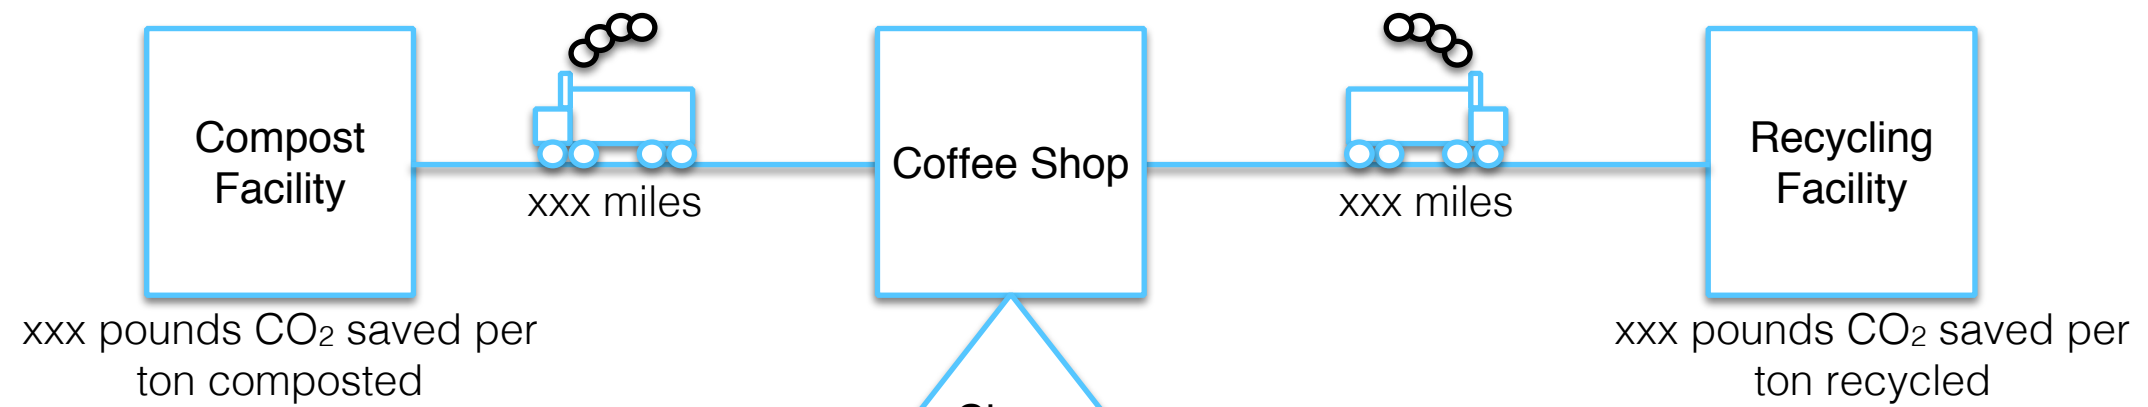 Compost
Facility
xxx miles
Coffee Shop
xxx miles
Recycling
Facility
xxx pounds CO₂ saved per
ton composted
xxx pounds CO₂ saved per
ton recycled